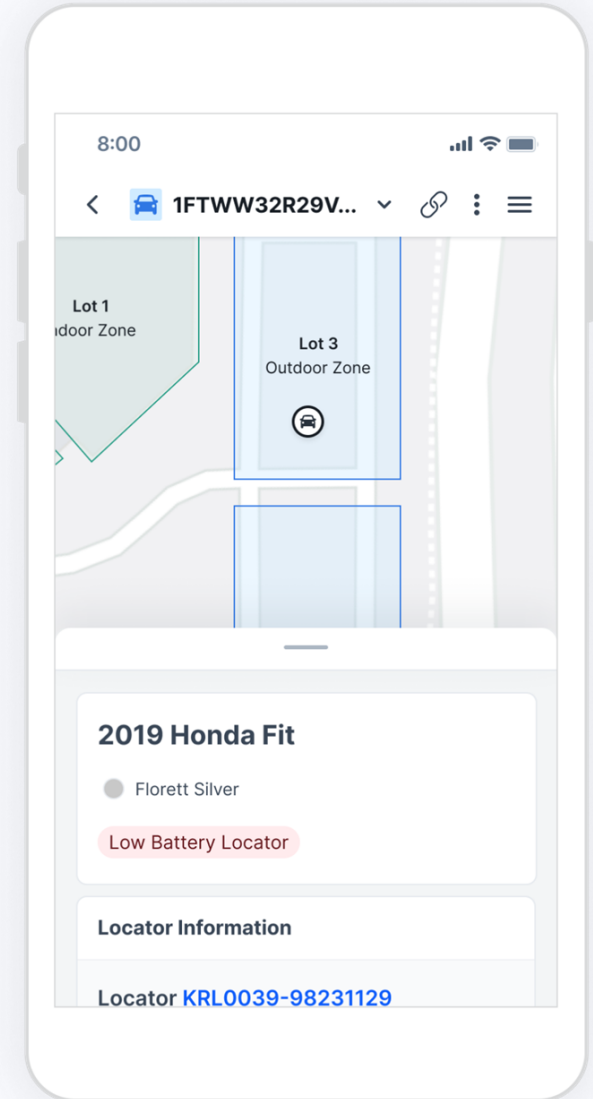 8:00
1FTWW32R29V...
Lot 1
ndoor Zone
Lot 3
Outdoor Zone
2019 Honda Fit
Florett Silver
Low Battery Locator
Locator Information
Locator KRL0039-98231129